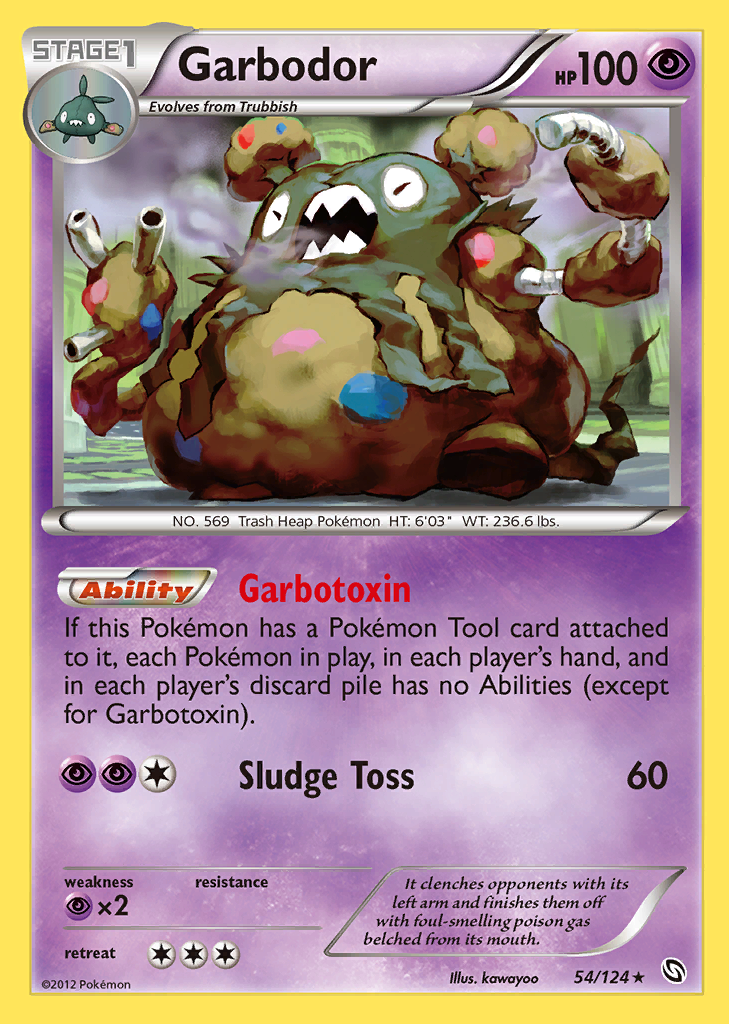 STAGE1
Garbodor
HP100
Evolves from Trubbish
NO. 569 Trash Heap Pokémon HT: 6'03" WT: 236.6 lbs.
Ability Garbotoxin
If this Pokémon has a Pokémon Tool card attached
to it, each Pokémon in play, in each player's hand, and
in each player's discard pile has no Abilities (except
for Garbotoxin).
Sludge Toss 60
weakness resistance
×2
retreat
It clenches opponents with its
left arm and finishes them off
with foul-smelling poison gas
belched from its mouth.
©2012 Pokémon
Illus. kawayoo 54/124 ★